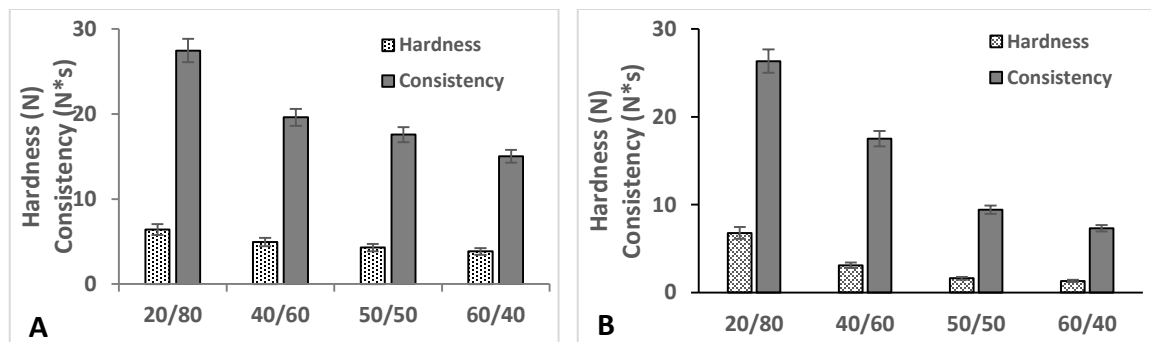 Hardness (N)
Consistency (N*s)
30
20
10
0
Hardness
Consistency
20/80
40/60
50/50
60/40
A
Hardness (N)
Consistency (N*s)
30
20
10
0
Hardness
Consistency
20/80
40/60
50/50
60/40
B